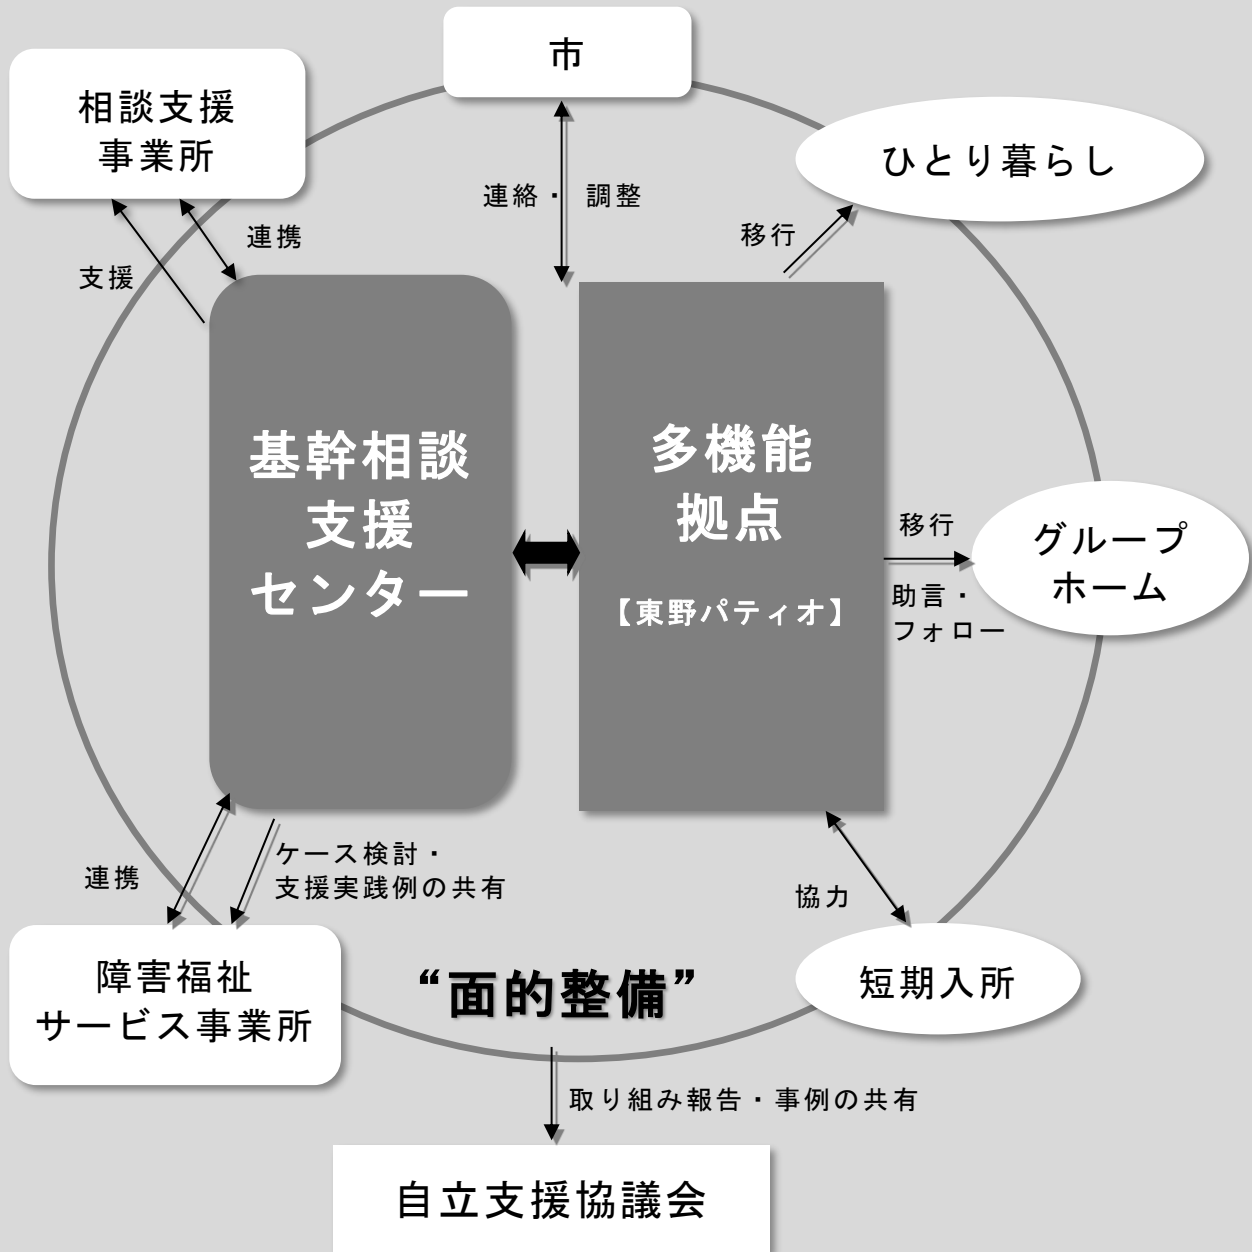 市
相談支援
事業所
ひとり暮らし
連絡・ 調整
移行
連携
支援
基幹相談
支援
センター
多機能
拠点
【東野パティオ】
移行
助言・
フォロー
グループ
ホーム
連携
ケース検討・
支援実践例の共有
協力
障害福祉
サービス事業所
“面的整備”
短期入所
取り組み報告・事例の共有
自立支援協議会